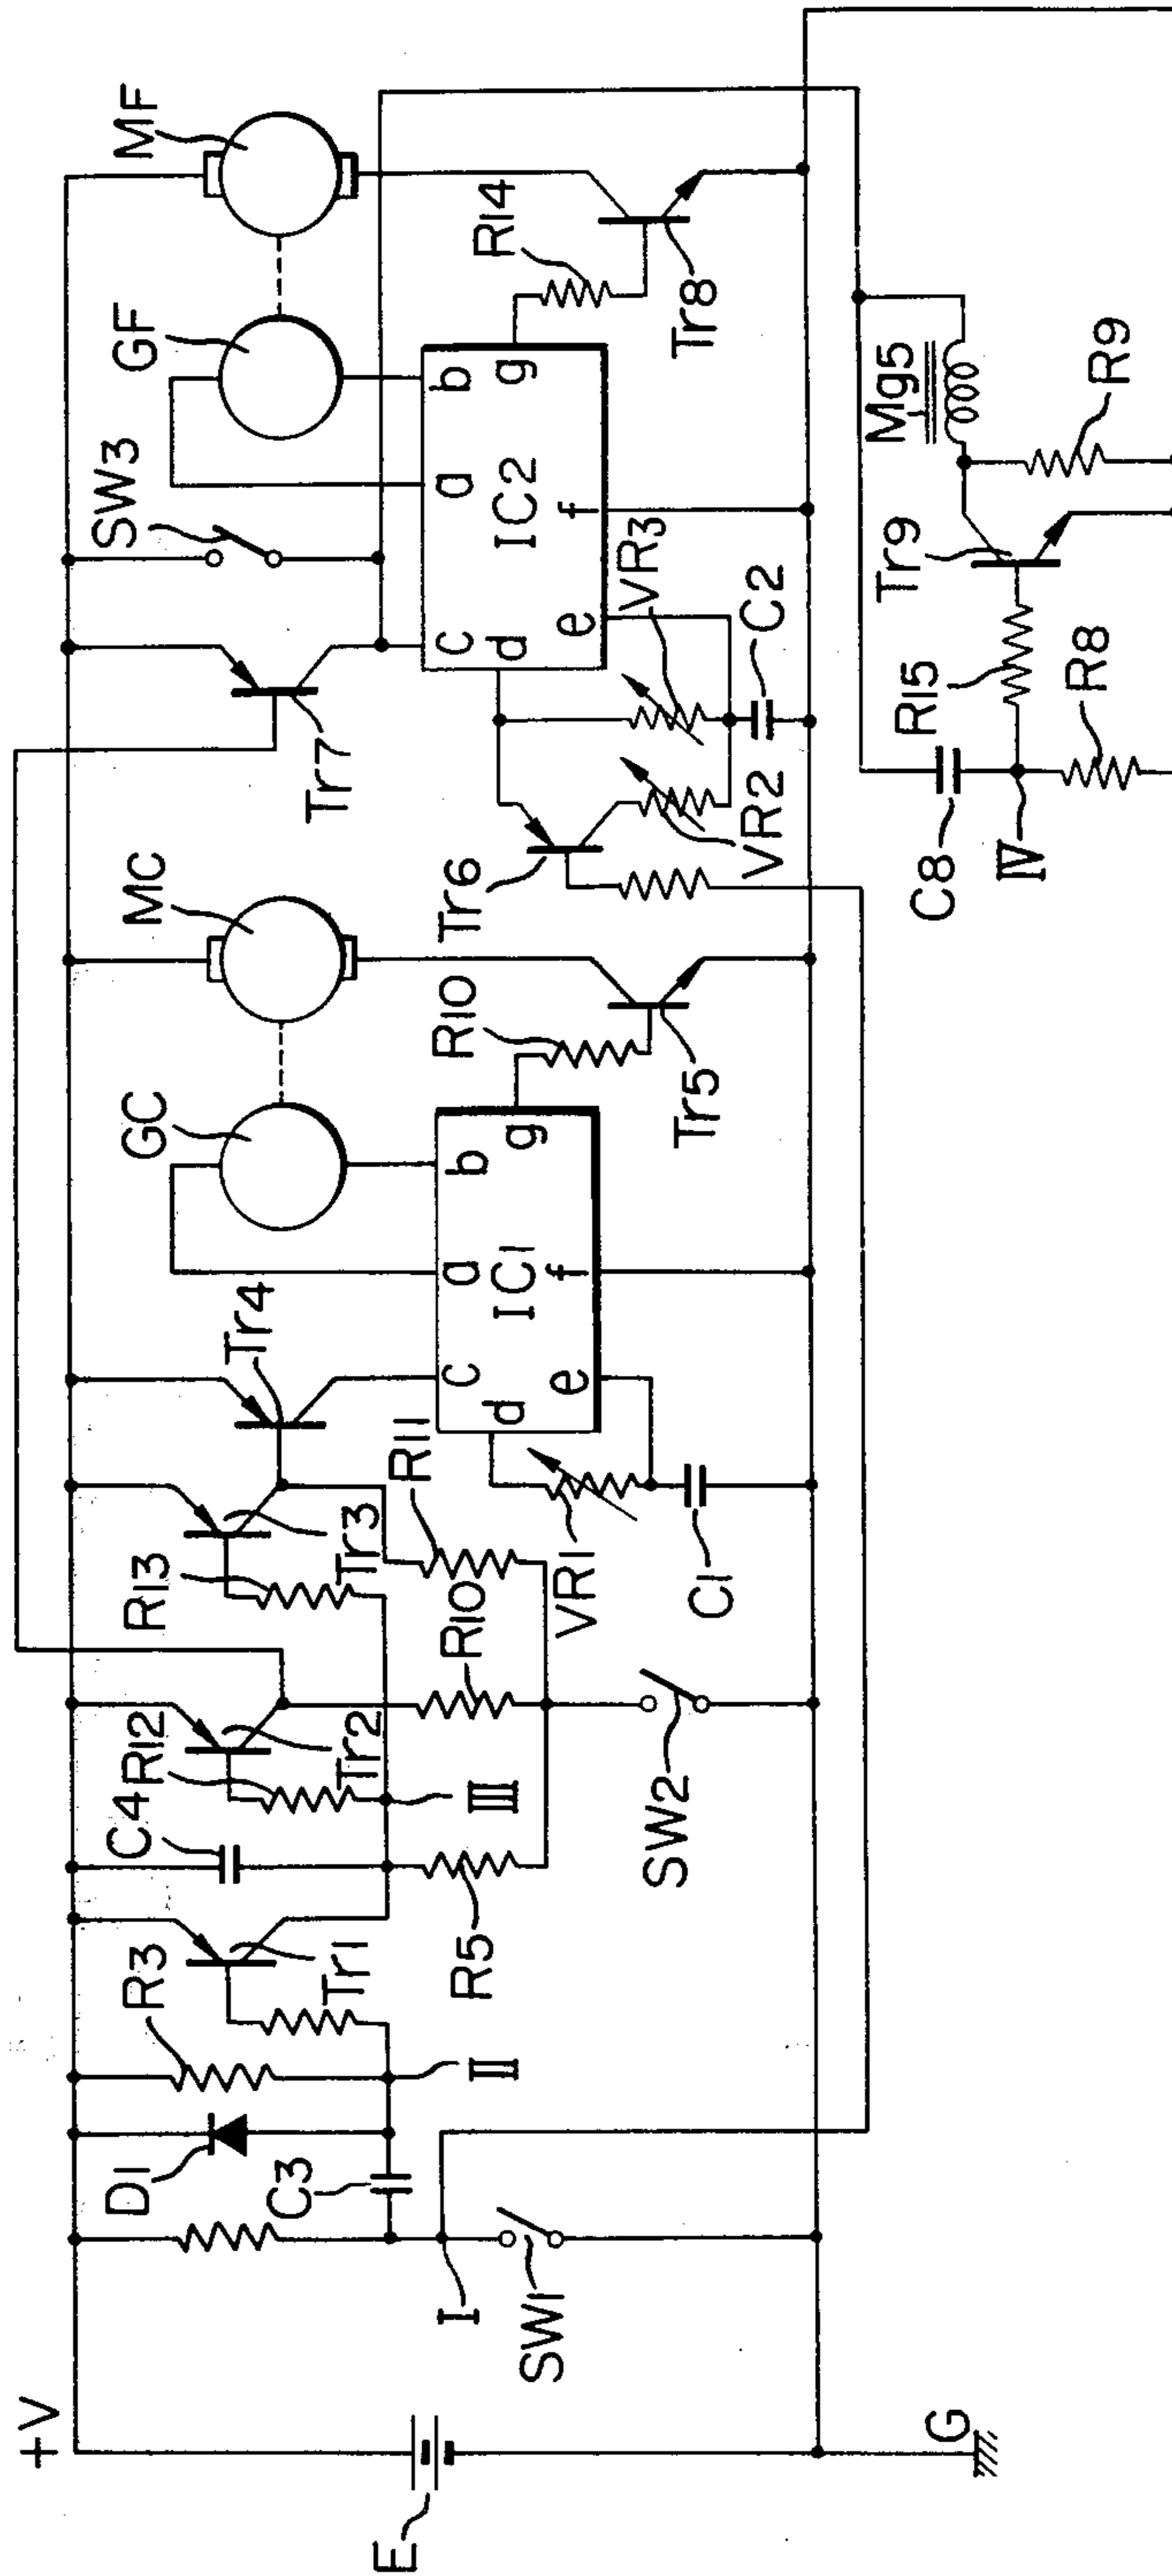 +V
E
G
D1
C3
I
SW1
R3
II
Tr1
C4
R5
R12
Tr2
III
R10
SW2
R13
Tr3
R11
Tr4
VR1
C1
GC
MC
IC1
a
b
c
d
e
f
g
R10
Tr5
Tr6
VR2
Tr7
SW3
GF
MF
IC2
a
b
c
d
e
f
g
VR3
C2
R14
Tr8
C8
IV
R15
R8
Tr9
Mg5
R9